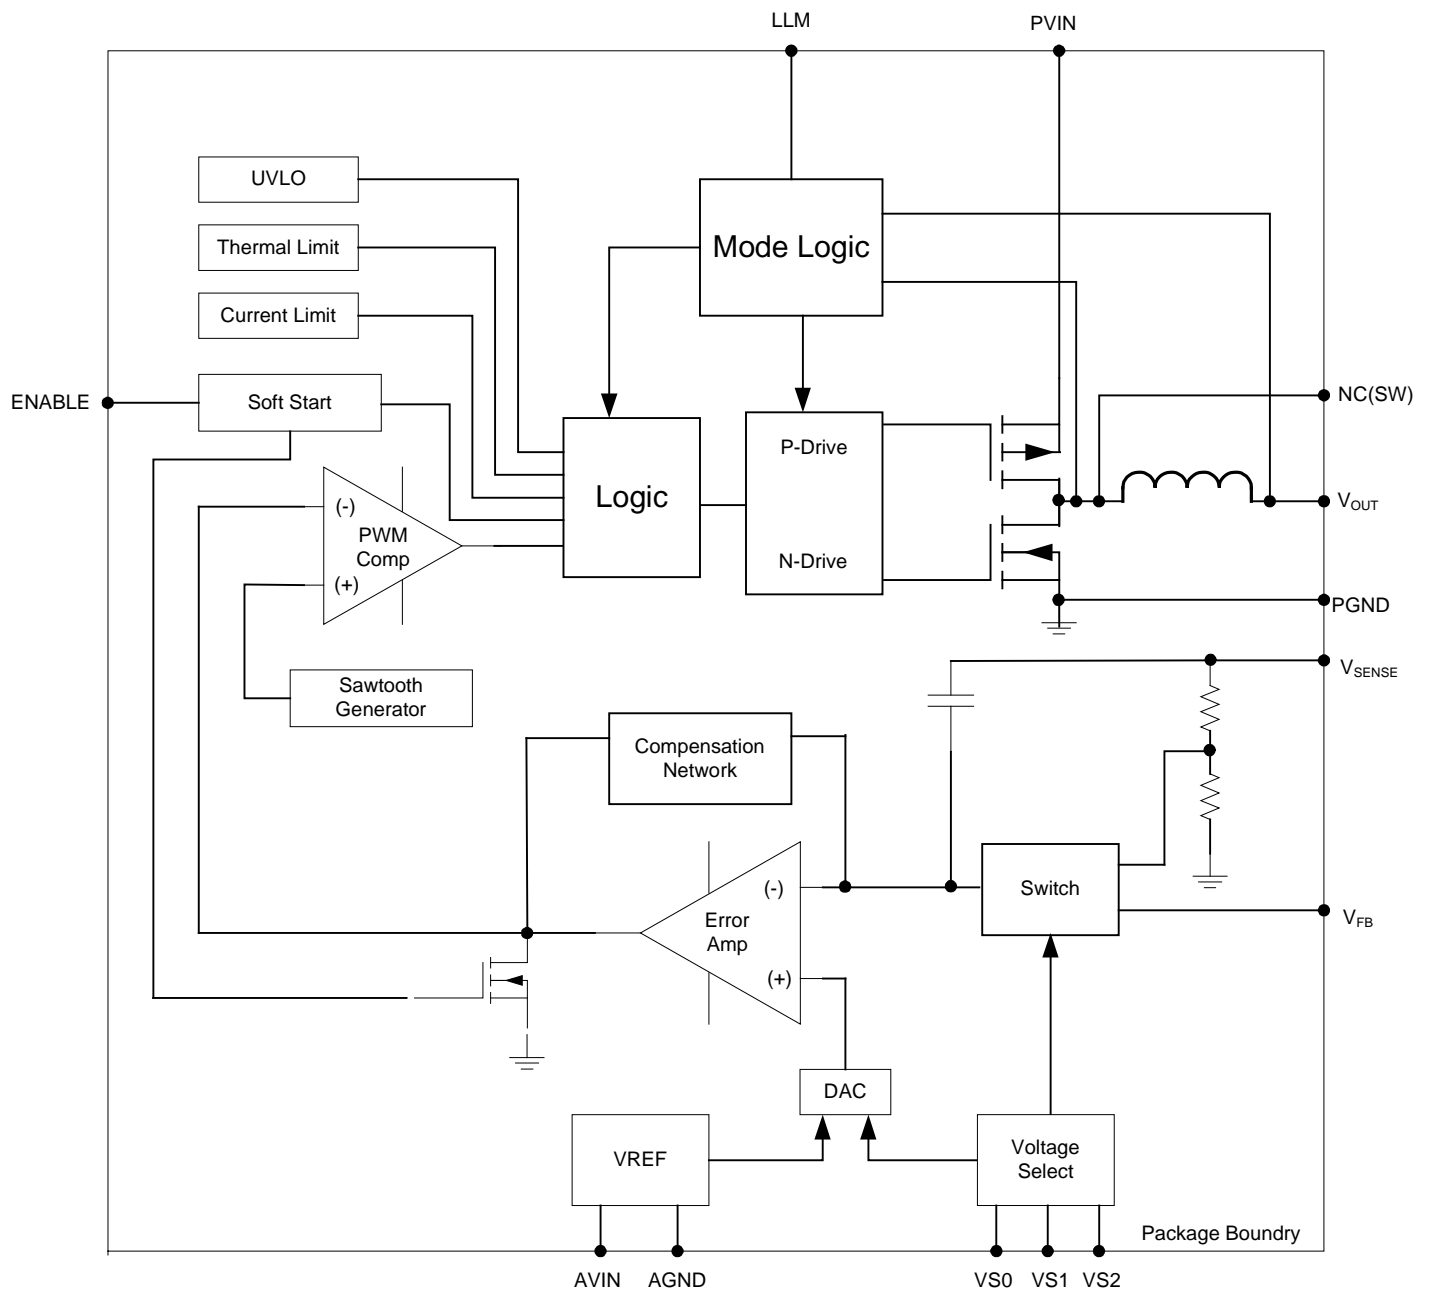 LLM
PVIN
UVLO
Thermal Limit
Mode Logic
Current Limit
ENABLE
Soft Start
NC(SW)
P-Drive
Logic
(-)
PWM
Comp
(+)
N-Drive
VOUT
PGND
Sawtooth
Generator
VSENSE
Compensation
Network
(-)
Error
Amp
(+)
Switch
VFB
DAC
VREF
Voltage
Select
Package Boundry
AVIN
AGND
VS0
VS1
VS2